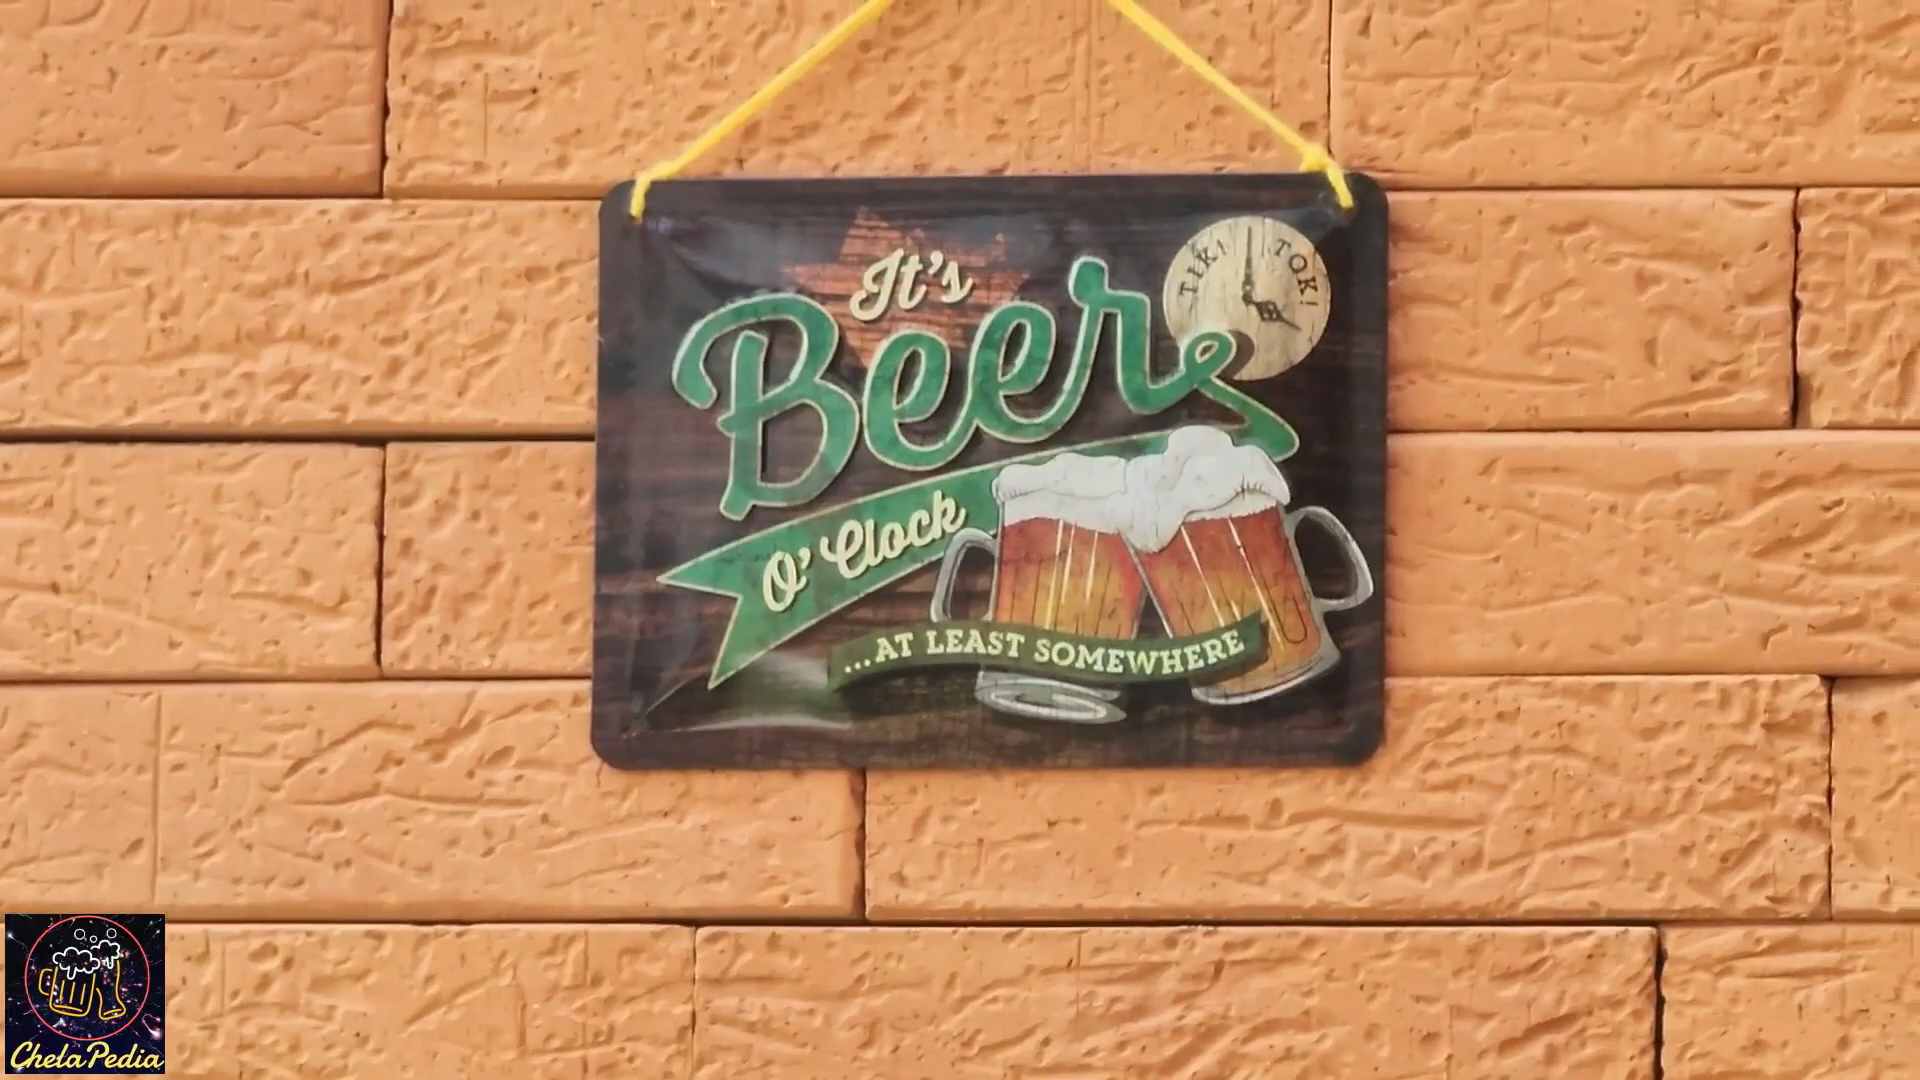 It's
TIK! TOK!
Beer
O'Clock
...AT LEAST SOMEWHERE
ChelaPedia